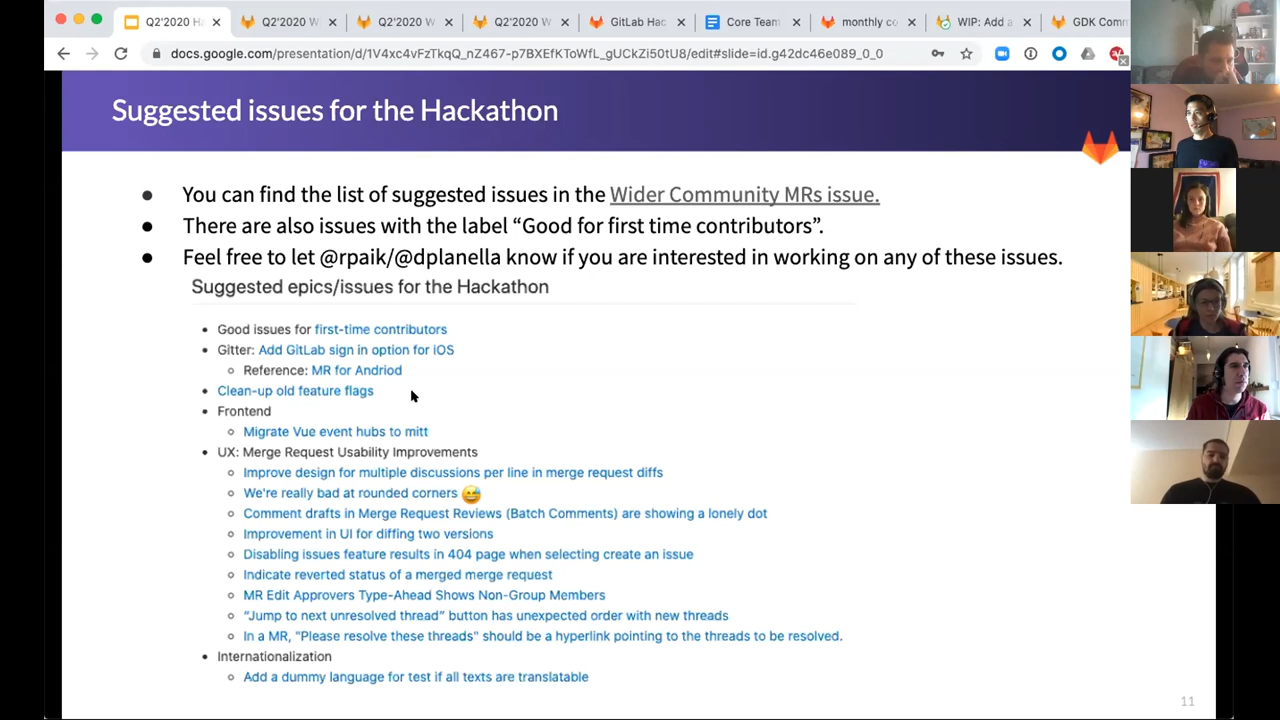 Q2'2020 Ha
Q2'2020 W
Q2'2020 W
Q2'2020 W
GitLab Hac
Core Team
monthly co
WIP: Add a
GDK Comm
docs.google.com/presentation/d/1V4xc4vFzTkqQ_nZ467-p7BXEfKToWfL_gUCkZi50tU8/edit#slide=id.g42dc46e089_0_0
Suggested issues for the Hackathon
● You can find the list of suggested issues in the Wider Community MRs issue.
● There are also issues with the label “Good for first time contributors”.
● Feel free to let @rpaik/@dplanella know if you are interested in working on any of these issues.
Suggested epics/issues for the Hackathon
• Good issues for first-time contributors
• Gitter: Add GitLab sign in option for iOS
◦ Reference: MR for Andriod
• Clean-up old feature flags
• Frontend
◦ Migrate Vue event hubs to mitt
• UX: Merge Request Usability Improvements
◦ Improve design for multiple discussions per line in merge request diffs
◦ We're really bad at rounded corners 😅
◦ Comment drafts in Merge Request Reviews (Batch Comments) are showing a lonely dot
◦ Improvement in UI for diffing two versions
◦ Disabling issues feature results in 404 page when selecting create an issue
◦ Indicate reverted status of a merged merge request
◦ MR Edit Approvers Type-Ahead Shows Non-Group Members
◦ “Jump to next unresolved thread” button has unexpected order with new threads
◦ In a MR, "Please resolve these threads" should be a hyperlink pointing to the threads to be resolved.
• Internationalization
◦ Add a dummy language for test if all texts are translatable
11